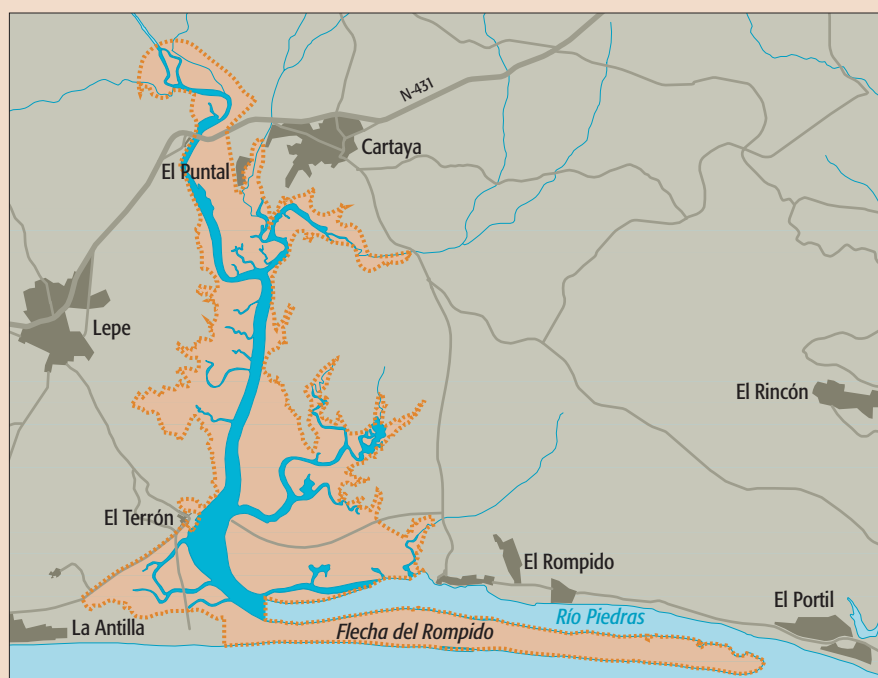 N-431
Cartaya
El Puntal
Lepe
El Rincón
El Terrón
El Rompido
El Portil
Río Piedras
La Antilla
Flecha del Rompido